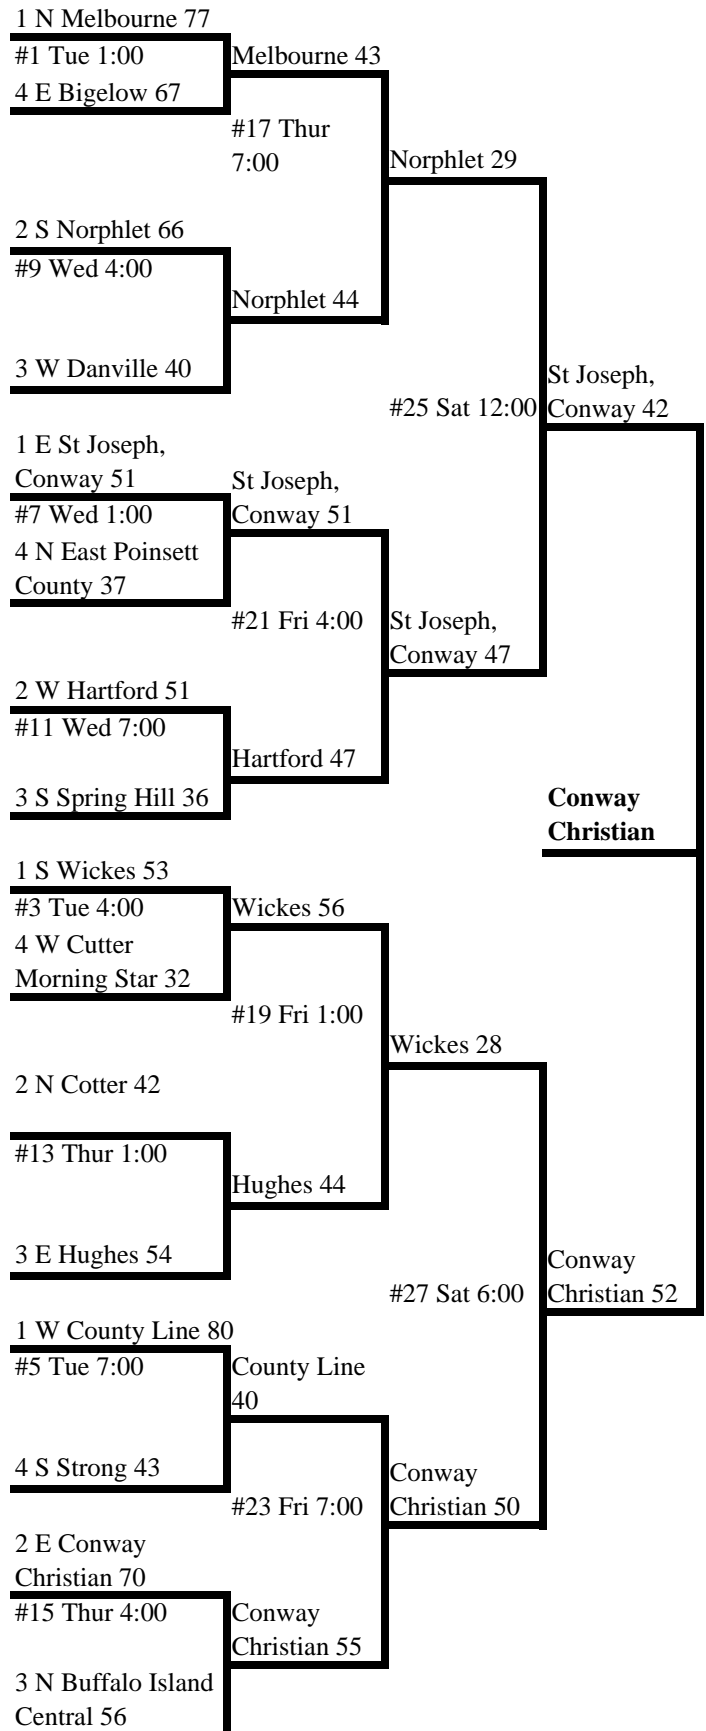 1 N Melbourne 77
#1 Tue 1:00
Melbourne 43
4 E Bigelow 67
#17 Thur
7:00
Norphlet 29
2 S Norphlet 66
#9 Wed 4:00
Norphlet 44
3 W Danville 40
St Joseph,
Conway 42
#25 Sat 12:00
1 E St Joseph,
Conway 51
St Joseph,
Conway 51
#7 Wed 1:00
4 N East Poinsett
County 37
#21 Fri 4:00
St Joseph,
Conway 47
2 W Hartford 51
#11 Wed 7:00
Hartford 47
3 S Spring Hill 36
Conway
Christian
1 S Wickes 53
#3 Tue 4:00
Wickes 56
4 W Cutter
Morning Star 32
#19 Fri 1:00
Wickes 28
2 N Cotter 42
#13 Thur 1:00
Hughes 44
3 E Hughes 54
Conway
Christian 52
#27 Sat 6:00
1 W County Line 80
#5 Tue 7:00
County Line
40
4 S Strong 43
Conway
Christian 50
#23 Fri 7:00
2 E Conway
Christian 70
#15 Thur 4:00
Conway
Christian 55
3 N Buffalo Island
Central 56